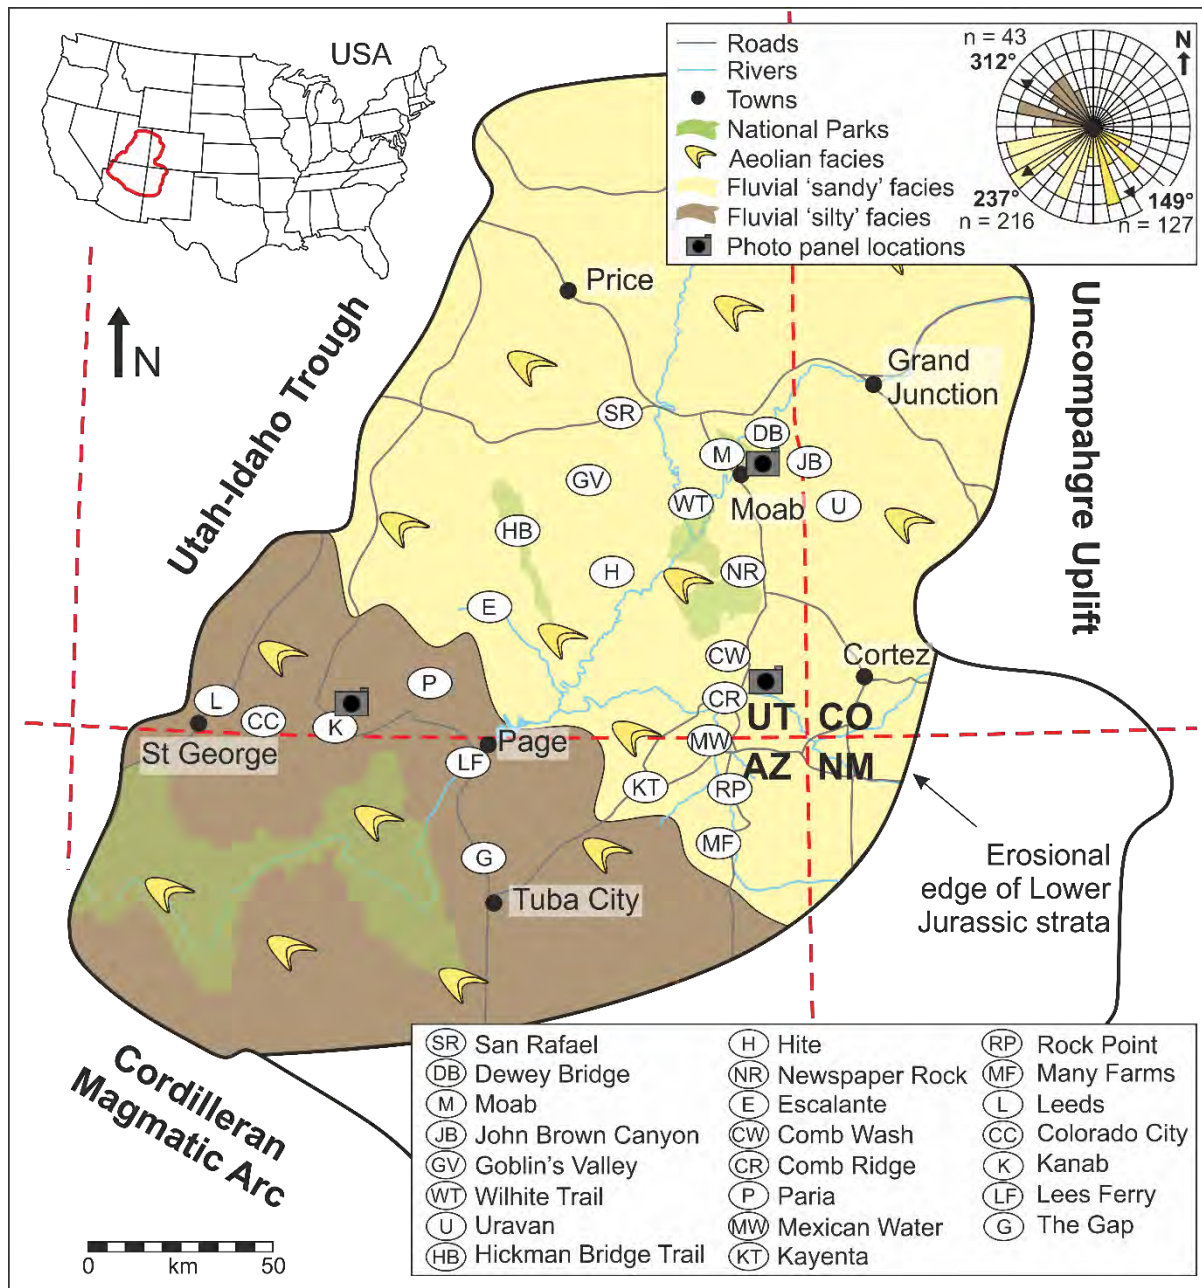 USA
Roads
Rivers
Towns
National Parks
Aeolian facies
Fluvial 'sandy' facies
Fluvial 'silty' facies
Photo panel locations
n = 43
312°
N
237°
n = 216
149°
n = 127
N
Utah-Idaho Trough
Uncompahgre Uplift
Cordilleran
Magmatic Arc
Price
Grand
Junction
SR
DB
M
JB
GV
Moab
WT
U
HB
H
NR
E
CW
Cortez
P
CR
L
CC
K
UT
CO
St George
Page
MW
LF
AZ
NM
KT
RP
MF
G
Tuba City
Erosional
edge of Lower
Jurassic strata
SR San Rafael
DB Dewey Bridge
M Moab
JB John Brown Canyon
GV Goblin's Valley
WT Wilhite Trail
U Uravan
HB Hickman Bridge Trail
H Hite
NR Newspaper Rock
E Escalante
CW Comb Wash
CR Comb Ridge
P Paria
MW Mexican Water
KT Kayenta
RP Rock Point
MF Many Farms
L Leeds
CC Colorado City
K Kanab
LF Lees Ferry
G The Gap
0 km 50